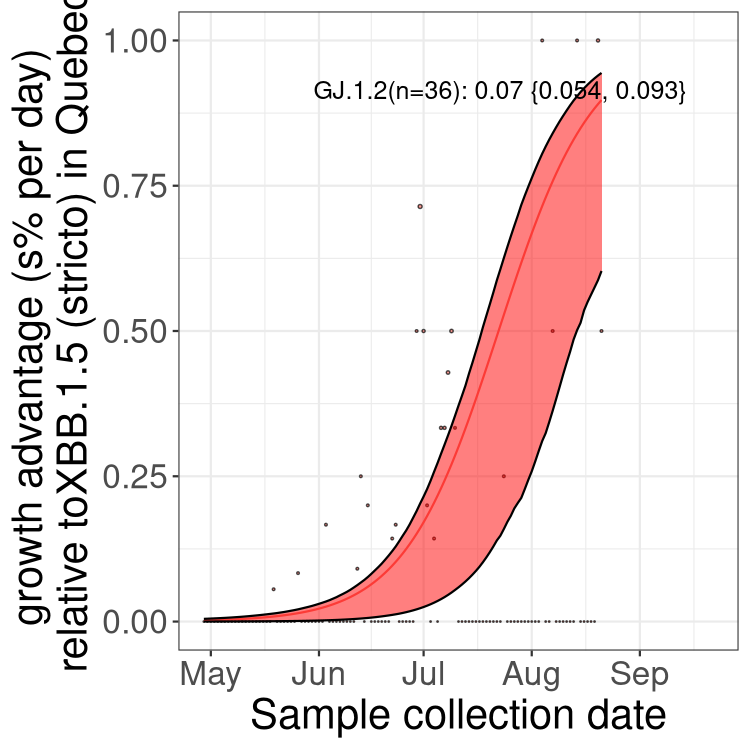 growth advantage (s% per day)
relative toXBB.1.5 (stricto) in Quebec
1.00
0.75
0.50
0.25
0.00
GJ.1.2(n=36): 0.07 {0.054, 0.093}
May Jun Jul Aug Sep
Sample collection date